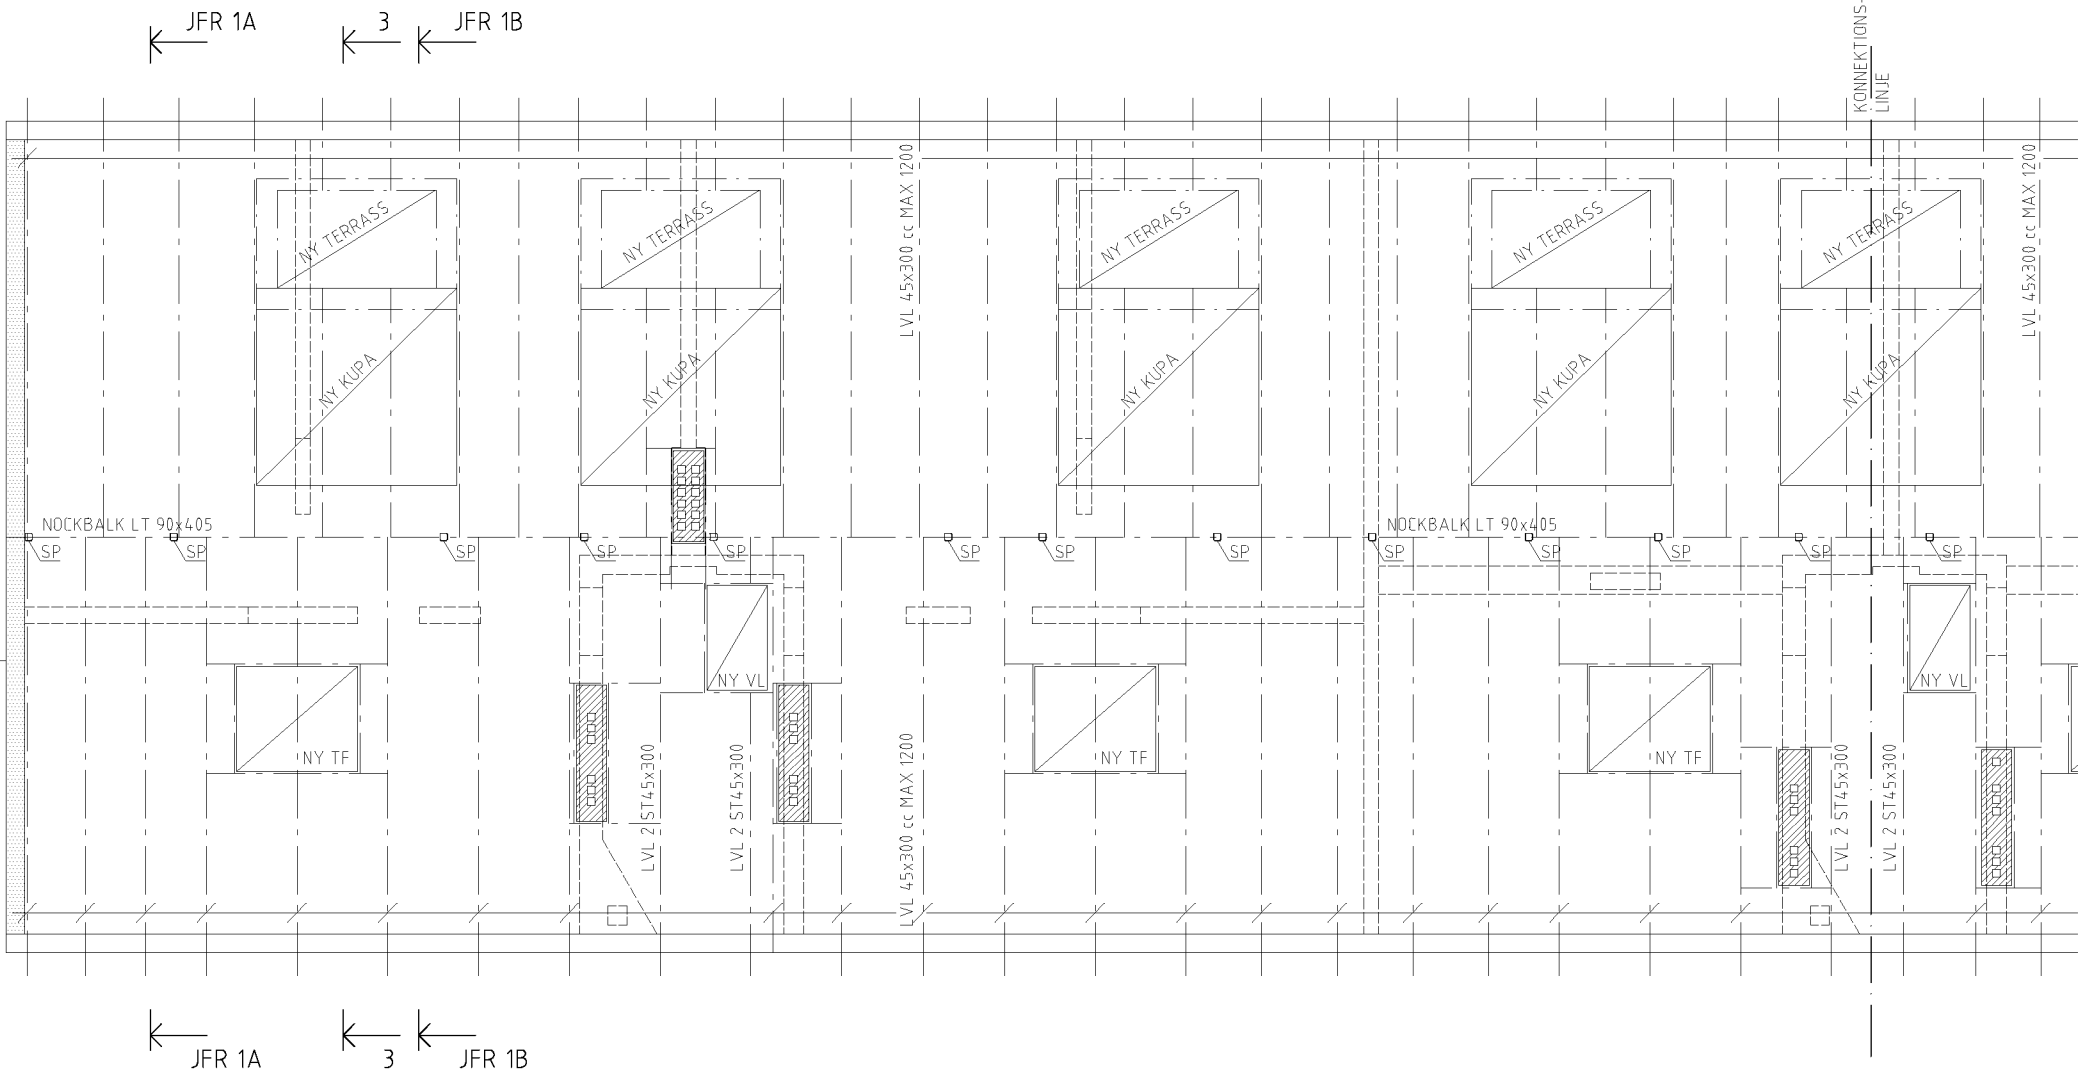 JFR 1A
3
JFR 1B
KONNEKTIONS-
LINJE
LVL 45x300 cc MAX 1200
LVL 45x300 cc MAX 1200
NY TERRASS
NY TERRASS
NY TERRASS
NY TERRASS
NY TERRASS
NY KUPA
NY KUPA
NY KUPA
NY KUPA
NY KUPA
NOCKBALK LT 90x405
NOCKBALK LT 90x405
SP
SP
SP
SP
SP
SP
SP
SP
SP
SP
SP
SP
SP
NY VL
NY VL
NY TF
NY TF
NY TF
LVL 2 ST45x300
LVL 2 ST45x300
LVL 45x300 cc MAX 1200
LVL 2 ST45x300
LVL 2 ST45x300
JFR 1A
3
JFR 1B